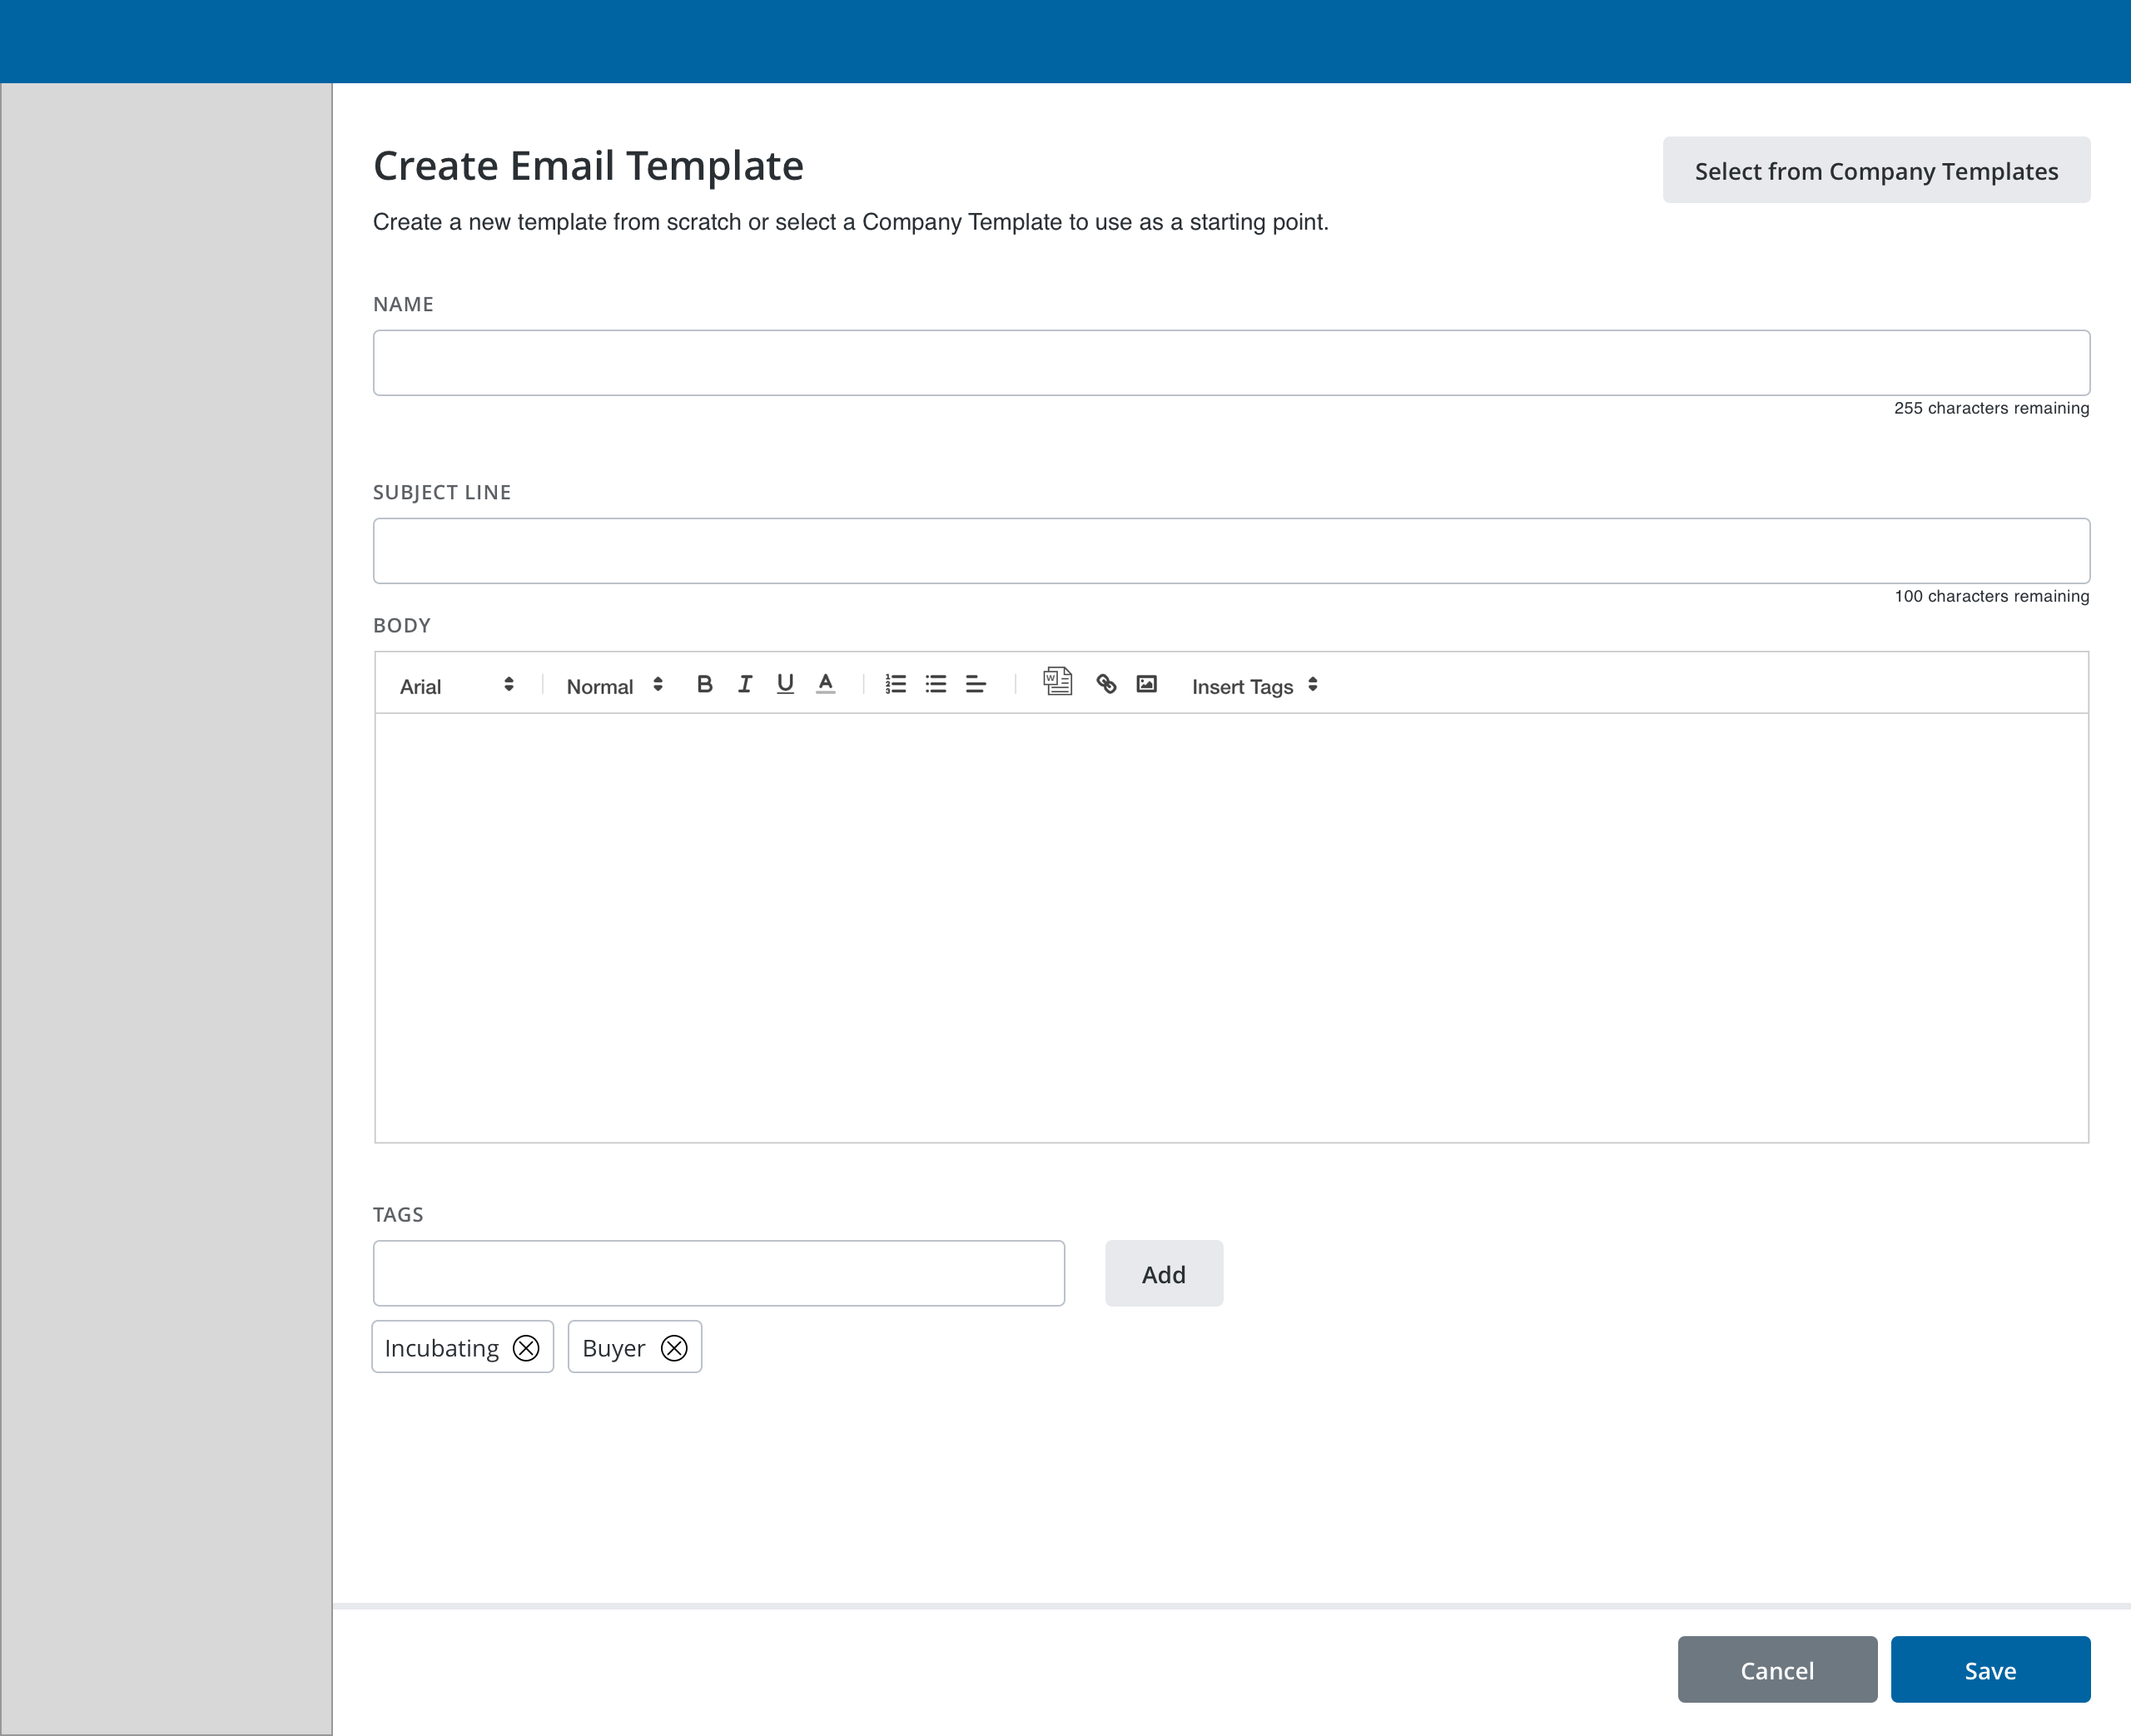 Create Email Template
Select from Company Templates
Create a new template from scratch or select a Company Template to use as a starting point.
NAME
255 characters remaining
SUBJECT LINE
100 characters remaining
BODY
Arial Normal B I U A Insert Tags
TAGS
Add
Incubating Buyer
Cancel Save